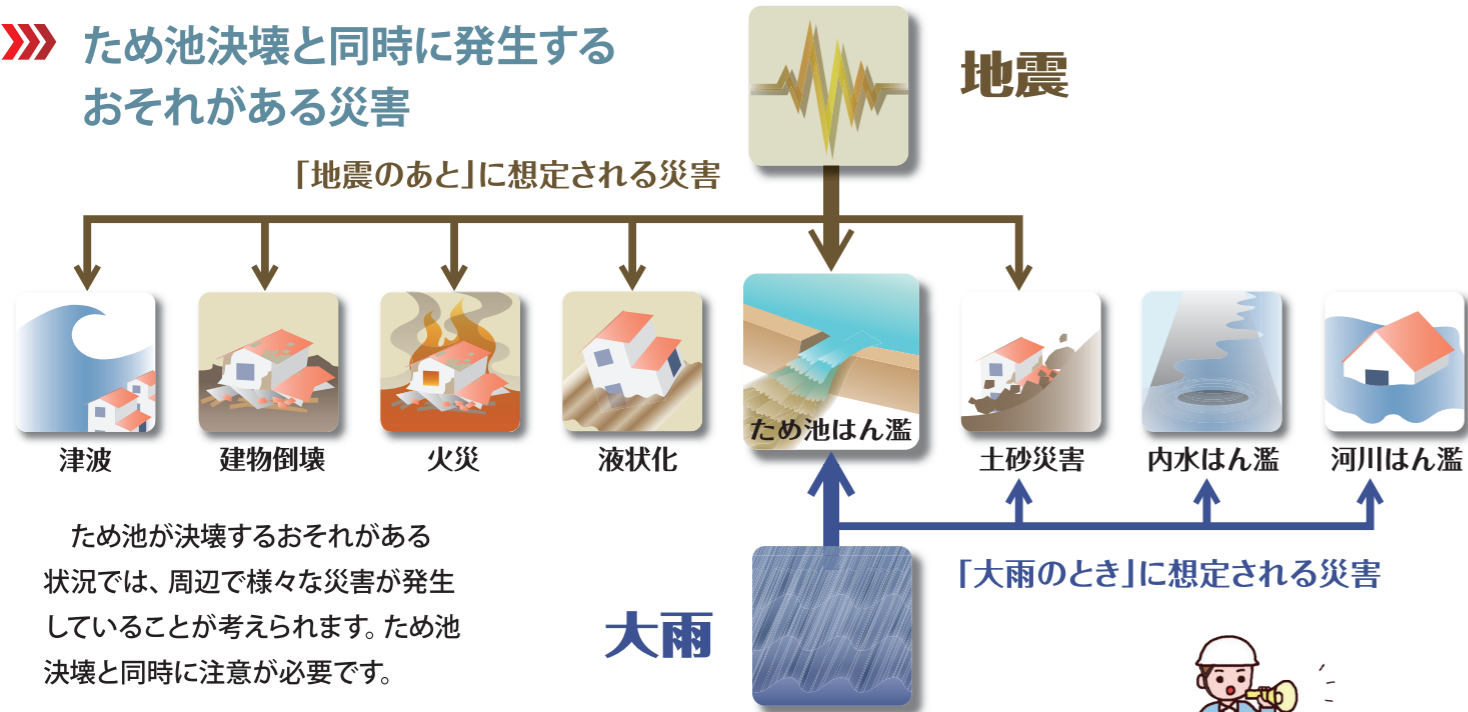 ため池決壊と同時に発生する
おそれがある災害
地震
「地震のあと」に想定される災害
津波
建物倒壊
火災
液状化
ため池はん濫
土砂災害
内水はん濫
河川はん濫
ため池が決壊するおそれがある
状況では、周辺で様々な災害が発生
していることが考えられます。ため池
決壊と同時に注意が必要です。
「大雨のとき」に想定される災害
大雨